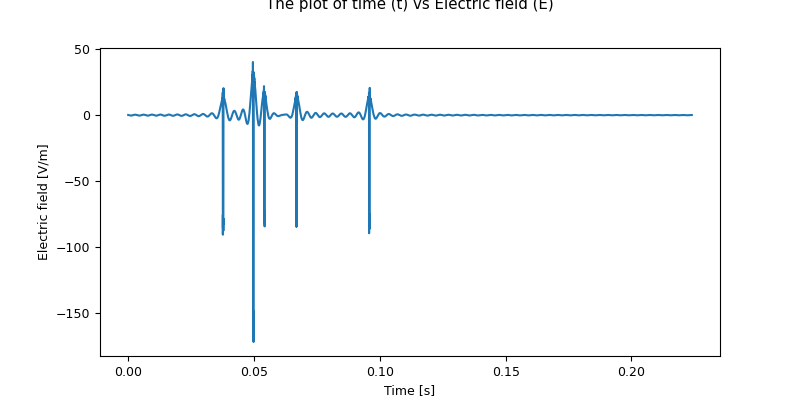 The plot of time (t) vs Electric field (E)
50
0
−50
−100
−150
Electric field [V/m]
0.00 0.05 0.10 0.15 0.20
Time [s]